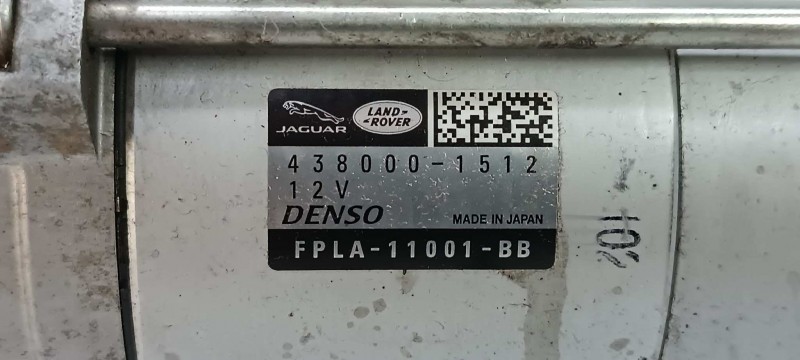 JAGUAR
LAND ROVER
438000-1512
12V
DENSO MADE IN JAPAN
FPLA-11001-BB